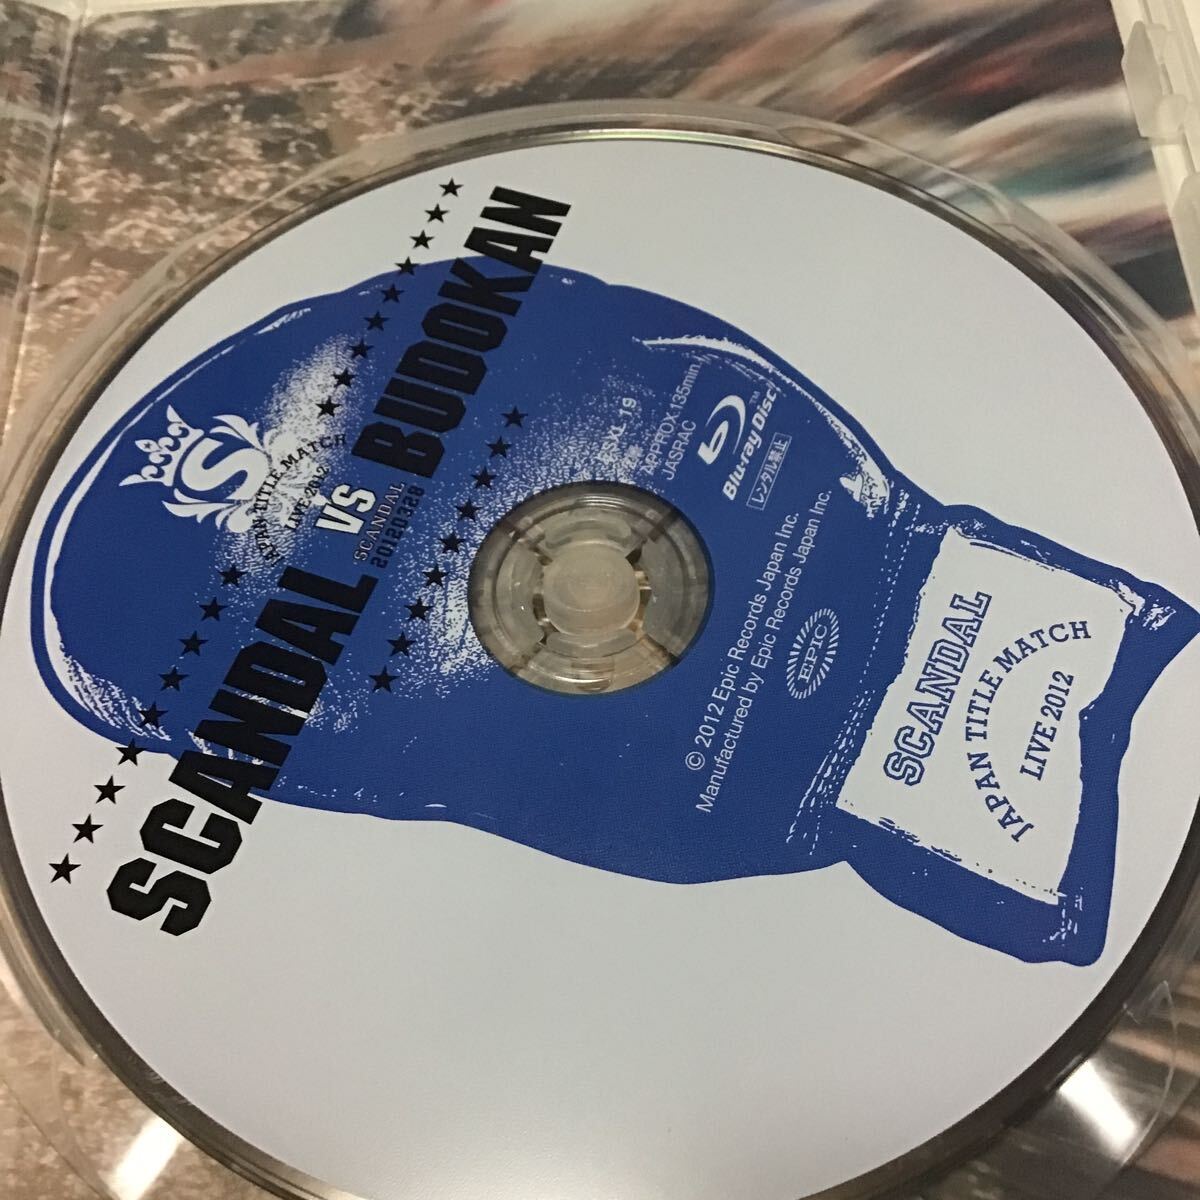 S
JAPAN TITLE MATCH
LIVE 2012
SCANDAL
VS
SCANDAL
20120328
BUDOKAN
ESXL 19
APPROX.135min.
JASRAC
Blu-ray Disc™
レンタル禁止
© 2012 Epic Records Japan Inc.
Manufactured by Epic Records Japan Inc.
EPIC
SCANDAL
JAPAN TITLE MATCH
LIVE 2012